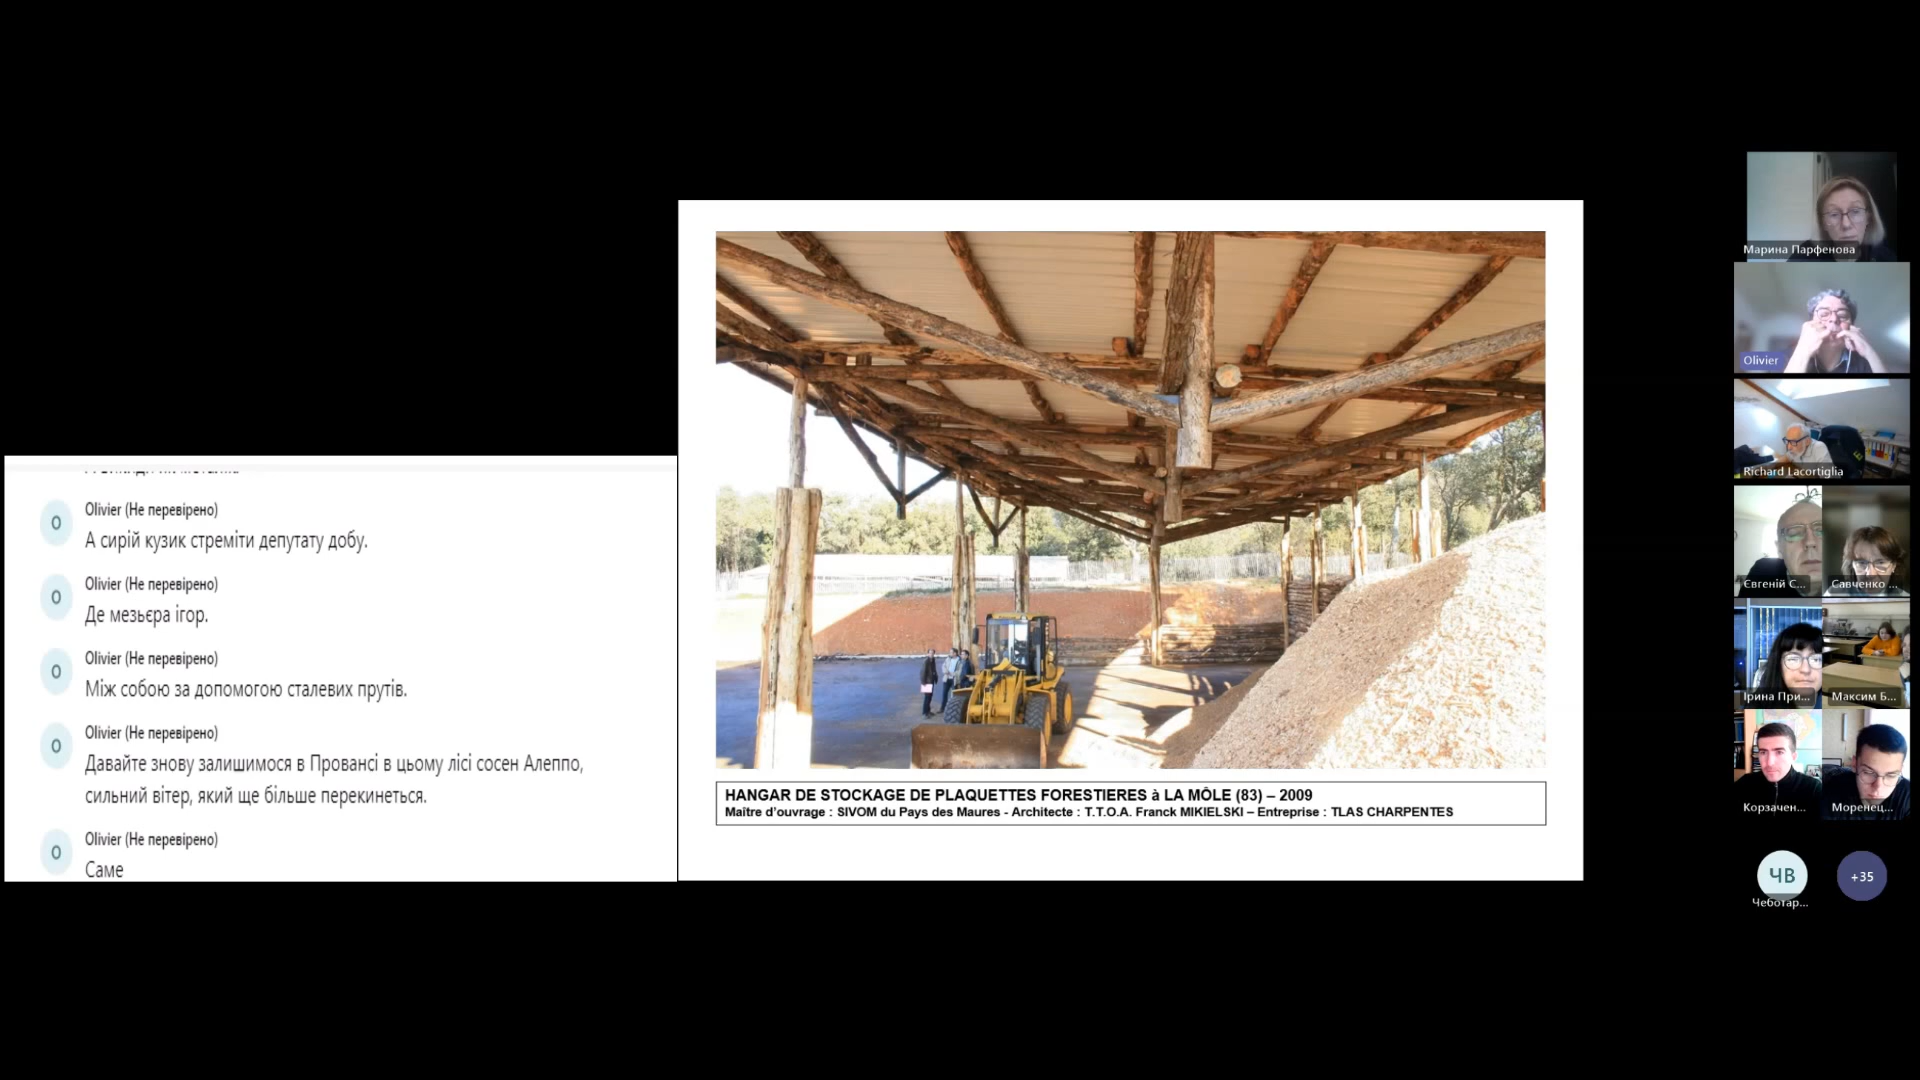 Olivier (Не перевірено)
А сирій кузик стреміти депутату добу.
Olivier (Не перевірено)
Де мезьєра ігор.
Olivier (Не перевірено)
Між собою за допомогою сталевих прутів.
Olivier (Не перевірено)
Давайте знову залишимося в Провансі в цьому лісі сосен Алеппо,
сильний вітер, який ще більше перекинеться.
Olivier (Не перевірено)
Саме
O
O
O
O
O
HANGAR DE STOCKAGE DE PLAQUETTES FORESTIERES à LA MÔLE (83) – 2009
Maître d'ouvrage : SIVOM du Pays des Maures - Architecte : T.T.O.A. Franck MIKIELSKI – Entreprise : TLAS CHARPENTES
Марина Парфенова
Olivier
Richard Lacortiglia
Євгеній С...
Савченко ...
Ірина При...
Максим Б...
Корзачен...
Моренец...
ЧВ
Чеботар...
+35